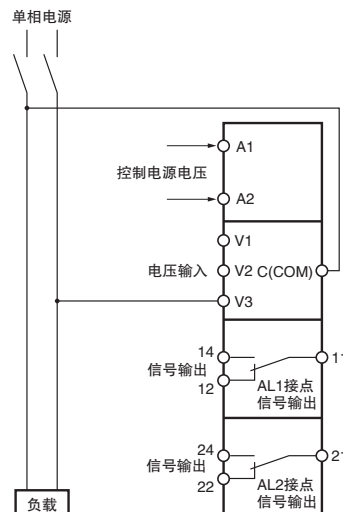 单相电源
A1
控制电源电压
A2
V1
电压输入 V2 C(COM)
V3
14
信号输出
12
11
AL1接点
信号输出
24
信号输出
22
21
AL2接点
信号输出
负载